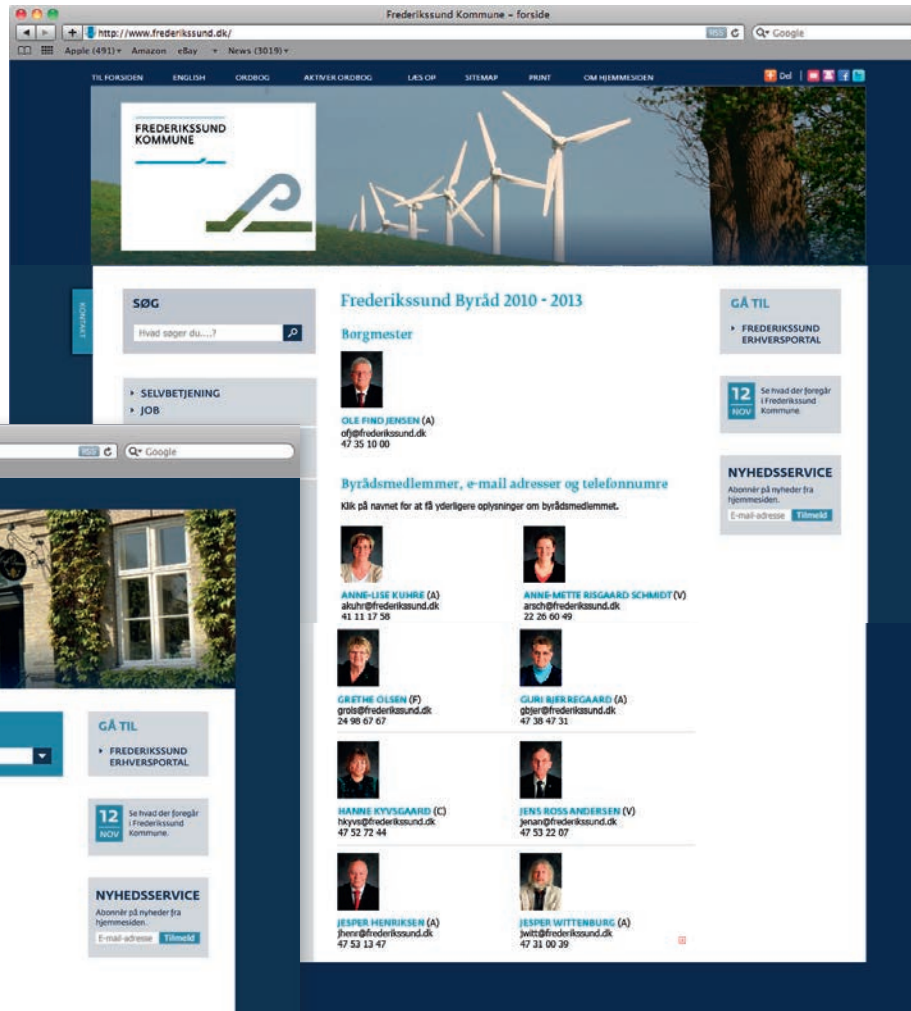 Frederikssund Kommune – forside
http://www.frederikssund.dk/
RSS
Google
Apple (491)▾ Amazon eBay ▾ News (3019)▾
TIL FORSIDEN ENGLISH ORDBOG AKTIVER ORDBOG LÆS OP SITEMAP PRINT OM HJEMMESIDEN
Del
FREDERIKSSUND
KOMMUNE
KONTAKT
SØG
Hvad søger du....?
SELVBETJENING
JOB
Frederikssund Byråd 2010 - 2013
Borgmester
OLE FIND JENSEN (A)
ofj@frederikssund.dk
47 35 10 00
Byrådsmedlemmer, e-mail adresser og telefonnumre
Klik på navnet for at få yderligere oplysninger om byrådsmedlemmet.
ANNE-LISE KUHRE (A)
akuhr@frederikssund.dk
41 11 17 58
ANNE-METTE RISGAARD SCHMIDT (V)
arsch@frederikssund.dk
22 26 60 49
GRETHE OLSEN (F)
grols@frederikssund.dk
24 98 67 67
GURI BJERREGAARD (A)
gbjer@frederikssund.dk
47 38 47 31
HANNE KYVSGAARD (C)
hkyvs@frederikssund.dk
47 52 72 44
JENS ROSS ANDERSEN (V)
jenan@frederikssund.dk
47 53 22 07
JESPER HENRIKSEN (A)
jhenr@frederikssund.dk
47 53 13 47
JESPER WITTENBURG (A)
jwitt@frederikssund.dk
47 31 00 39
GÅ TIL
FREDERIKSSUND
ERHVERSPORTAL
12
NOV
Se hvad der foregår
i Frederikssund
Kommune.
NYHEDSSERVICE
Abonnér på nyheder fra
hjemmesiden.
E-mail-adresse Tilmeld
RSS
Google
GÅ TIL
FREDERIKSSUND
ERHVERSPORTAL
12
NOV
Se hvad der foregår
i Frederikssund
Kommune.
NYHEDSSERVICE
Abonnér på nyheder fra
hjemmesiden.
E-mail-adresse Tilmeld